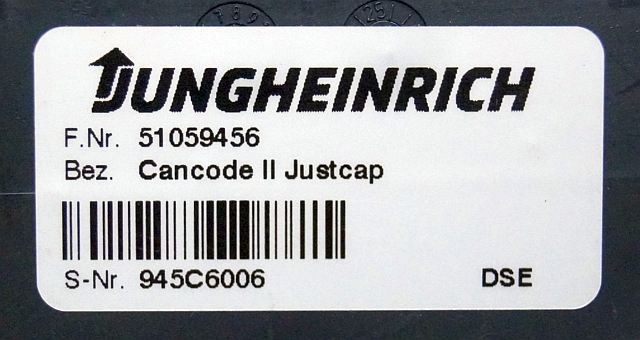 JUNGHEINRICH
F.Nr. 51059456
Bez. Cancode II Justcap
S-Nr. 945C6006 DSE